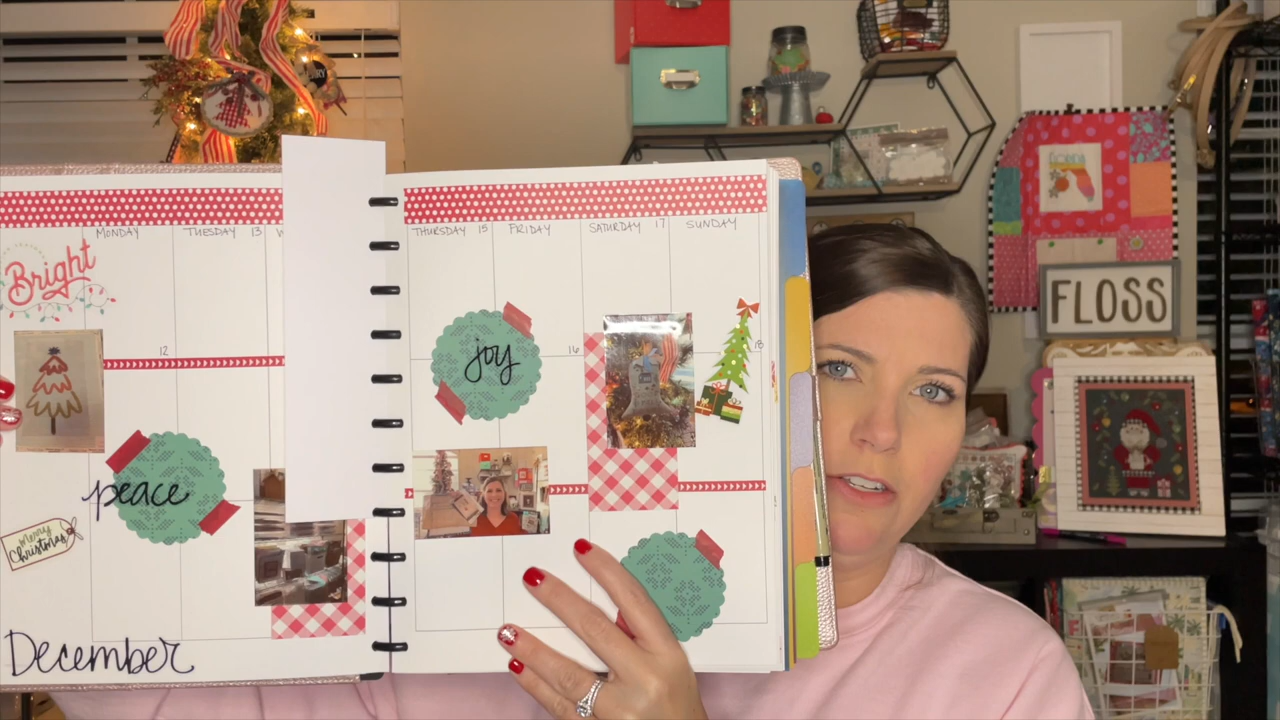 MONDAY
TUESDAY 13
W
THURSDAY 15
FRIDAY
SATURDAY 17
SUNDAY
Bright
12
joy
16
18
peace
Merry
Christmas
December
FLOSS